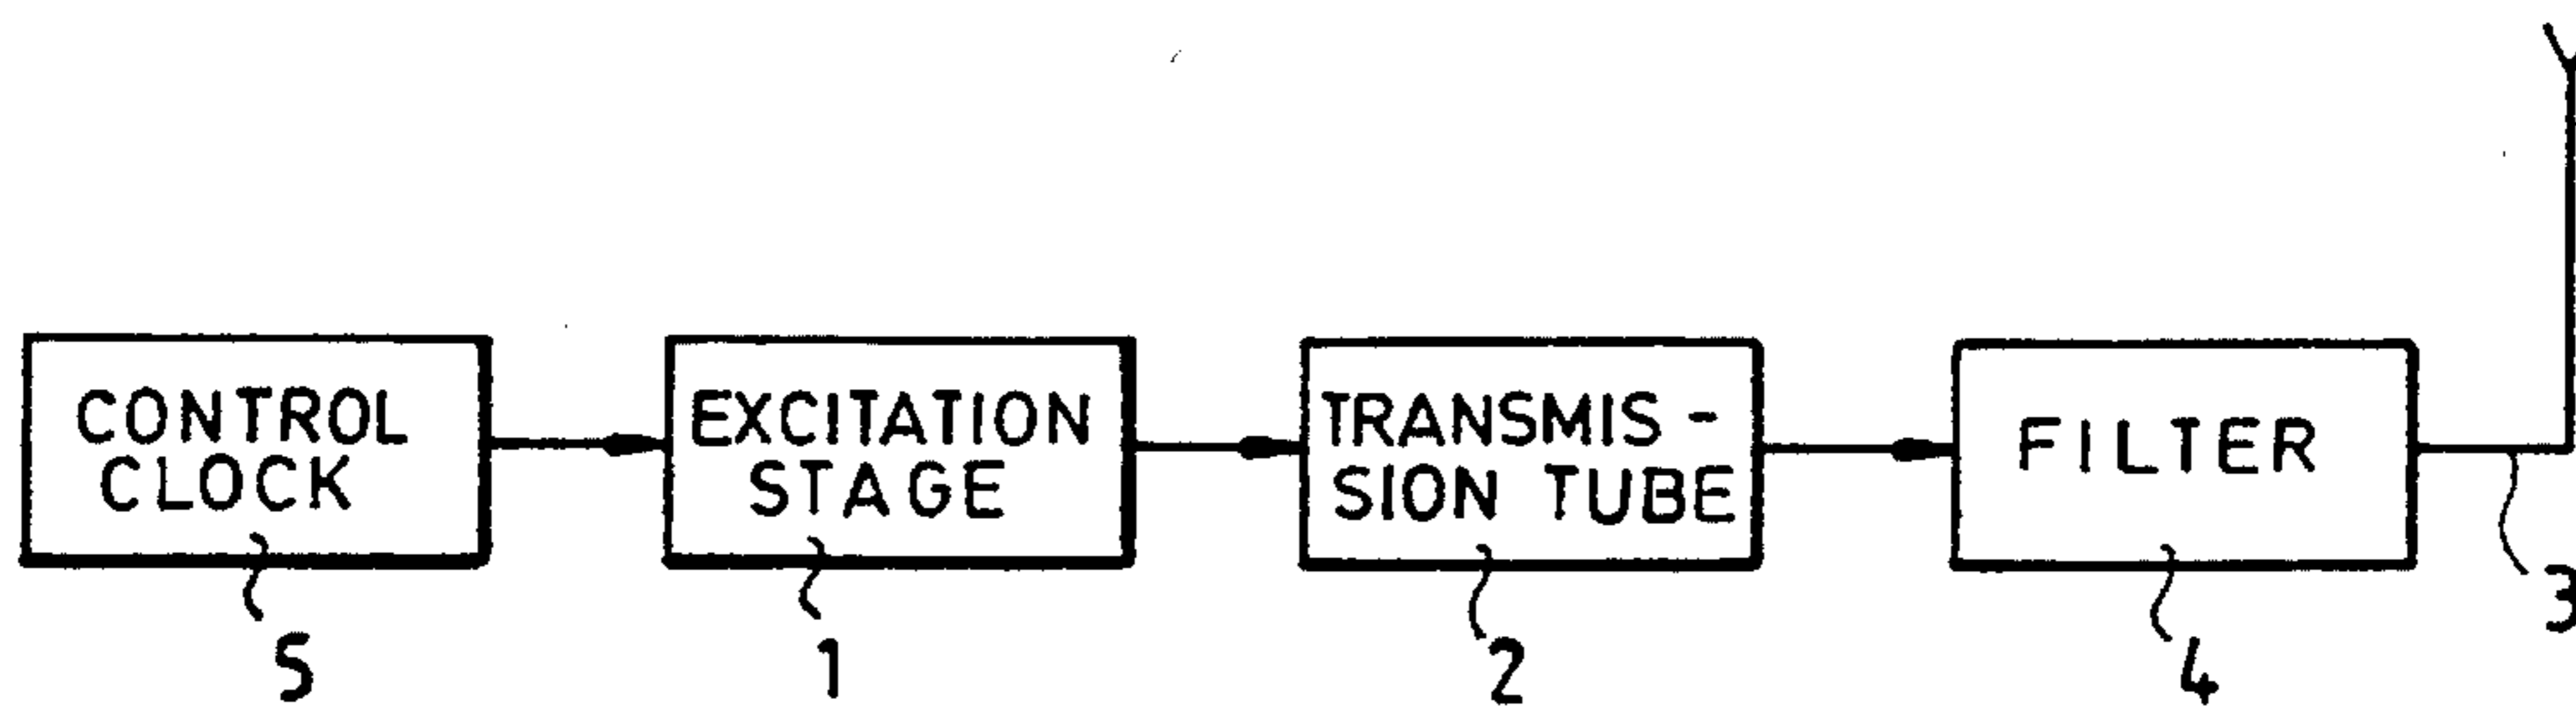 CONTROL
CLOCK
EXCITATION
STAGE
TRANSMIS -
SION TUBE
FILTER
5
1
2
4
3